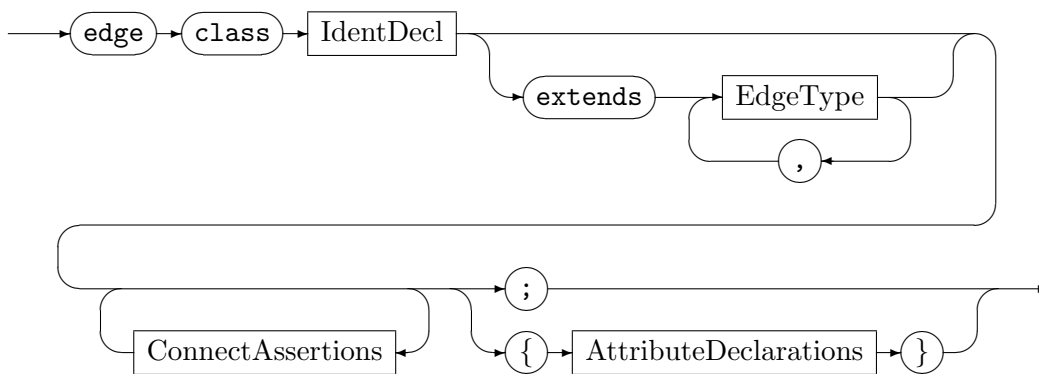 edge class IdentDecl
extends EdgeType
,
;
ConnectAssertions { AttributeDeclarations }